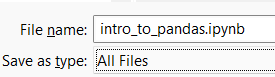 File name: intro_to_pandas.ipynb
Save as type: All Files